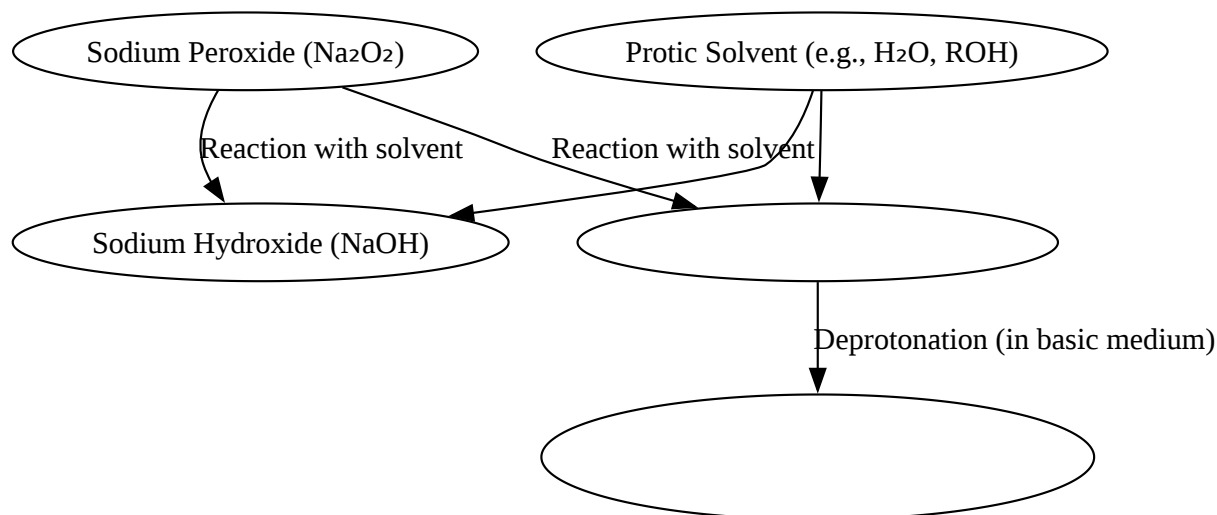 Sodium Peroxide (Na₂O₂)
Protic Solvent (e.g., H₂O, ROH)
Reaction with solvent
Reaction with solvent
Sodium Hydroxide (NaOH)
Deprotonation (in basic medium)